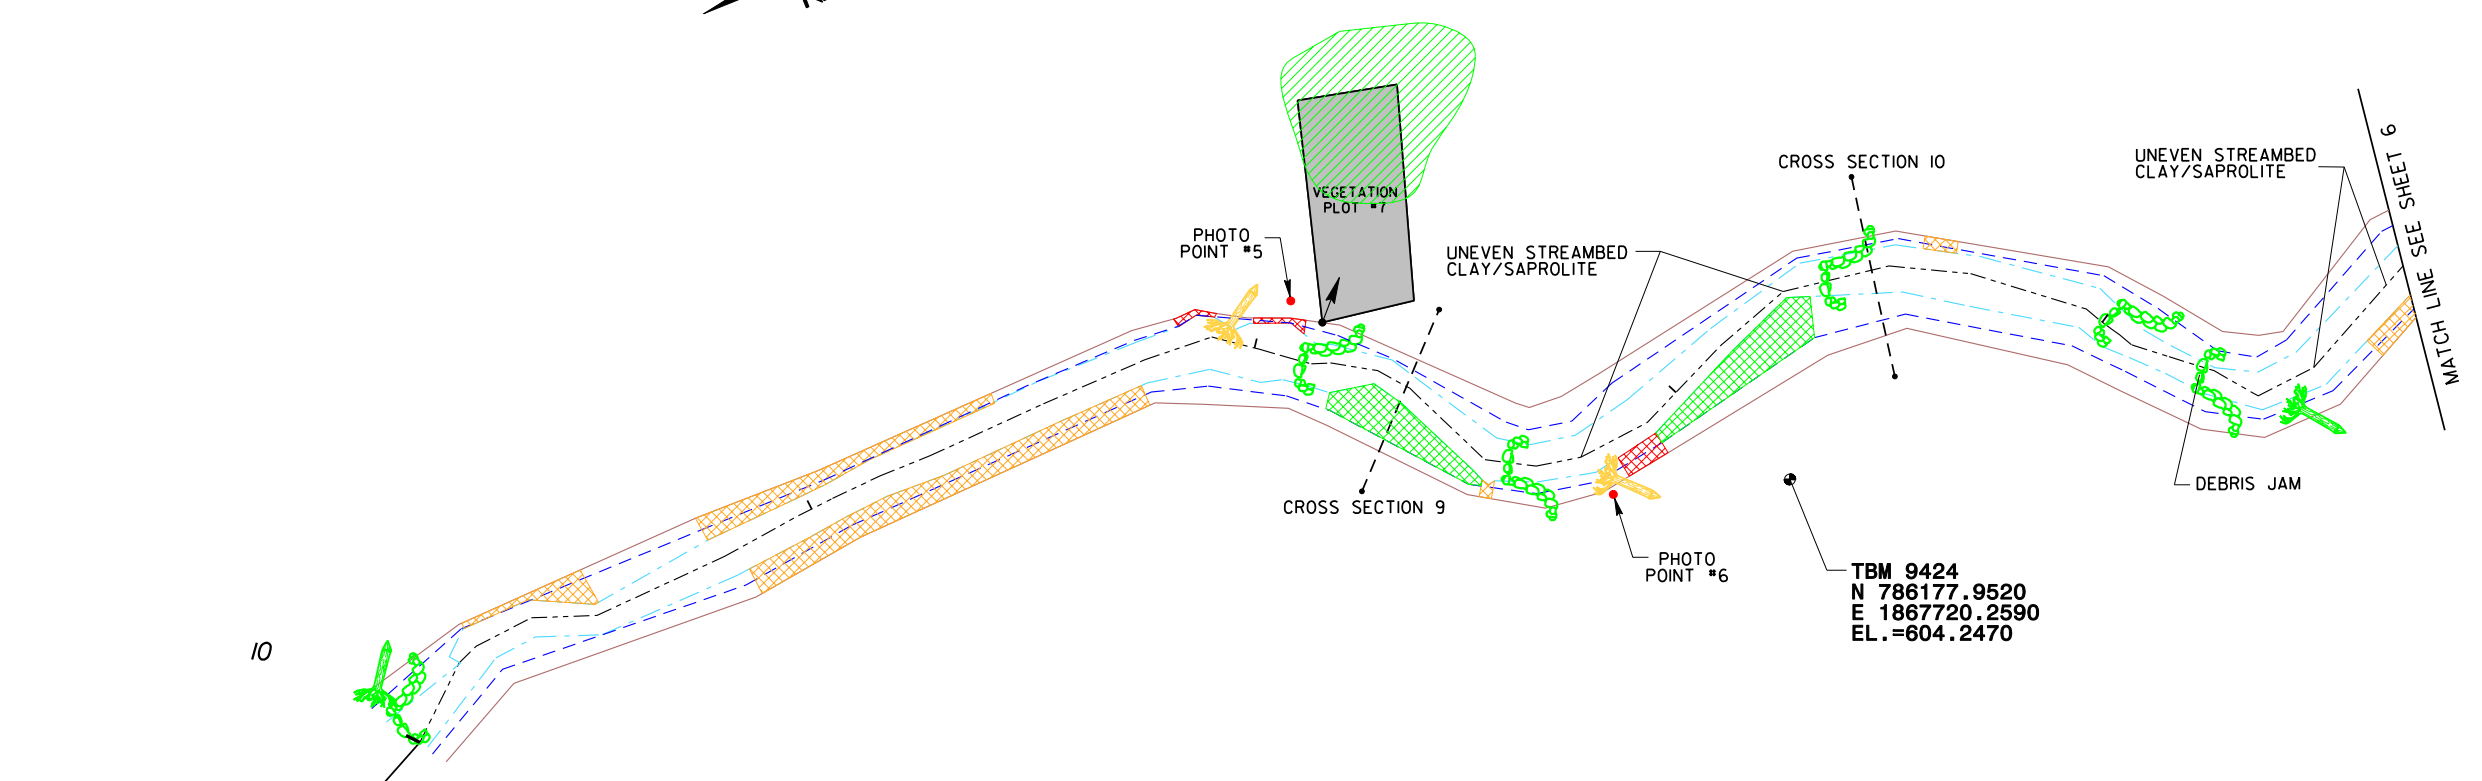 CROSS SECTION 10
UNEVEN STREAMBED
CLAY/SAPROLITE
MATCH LINE SEE SHEET 9
VEGETATION
PLOT #7
PHOTO
POINT #5
UNEVEN STREAMBED
CLAY/SAPROLITE
CROSS SECTION 9
DEBRIS JAM
PHOTO
POINT #6
TBM 9424
N 786177.9520
E 1867720.2590
EL.=604.2470
10